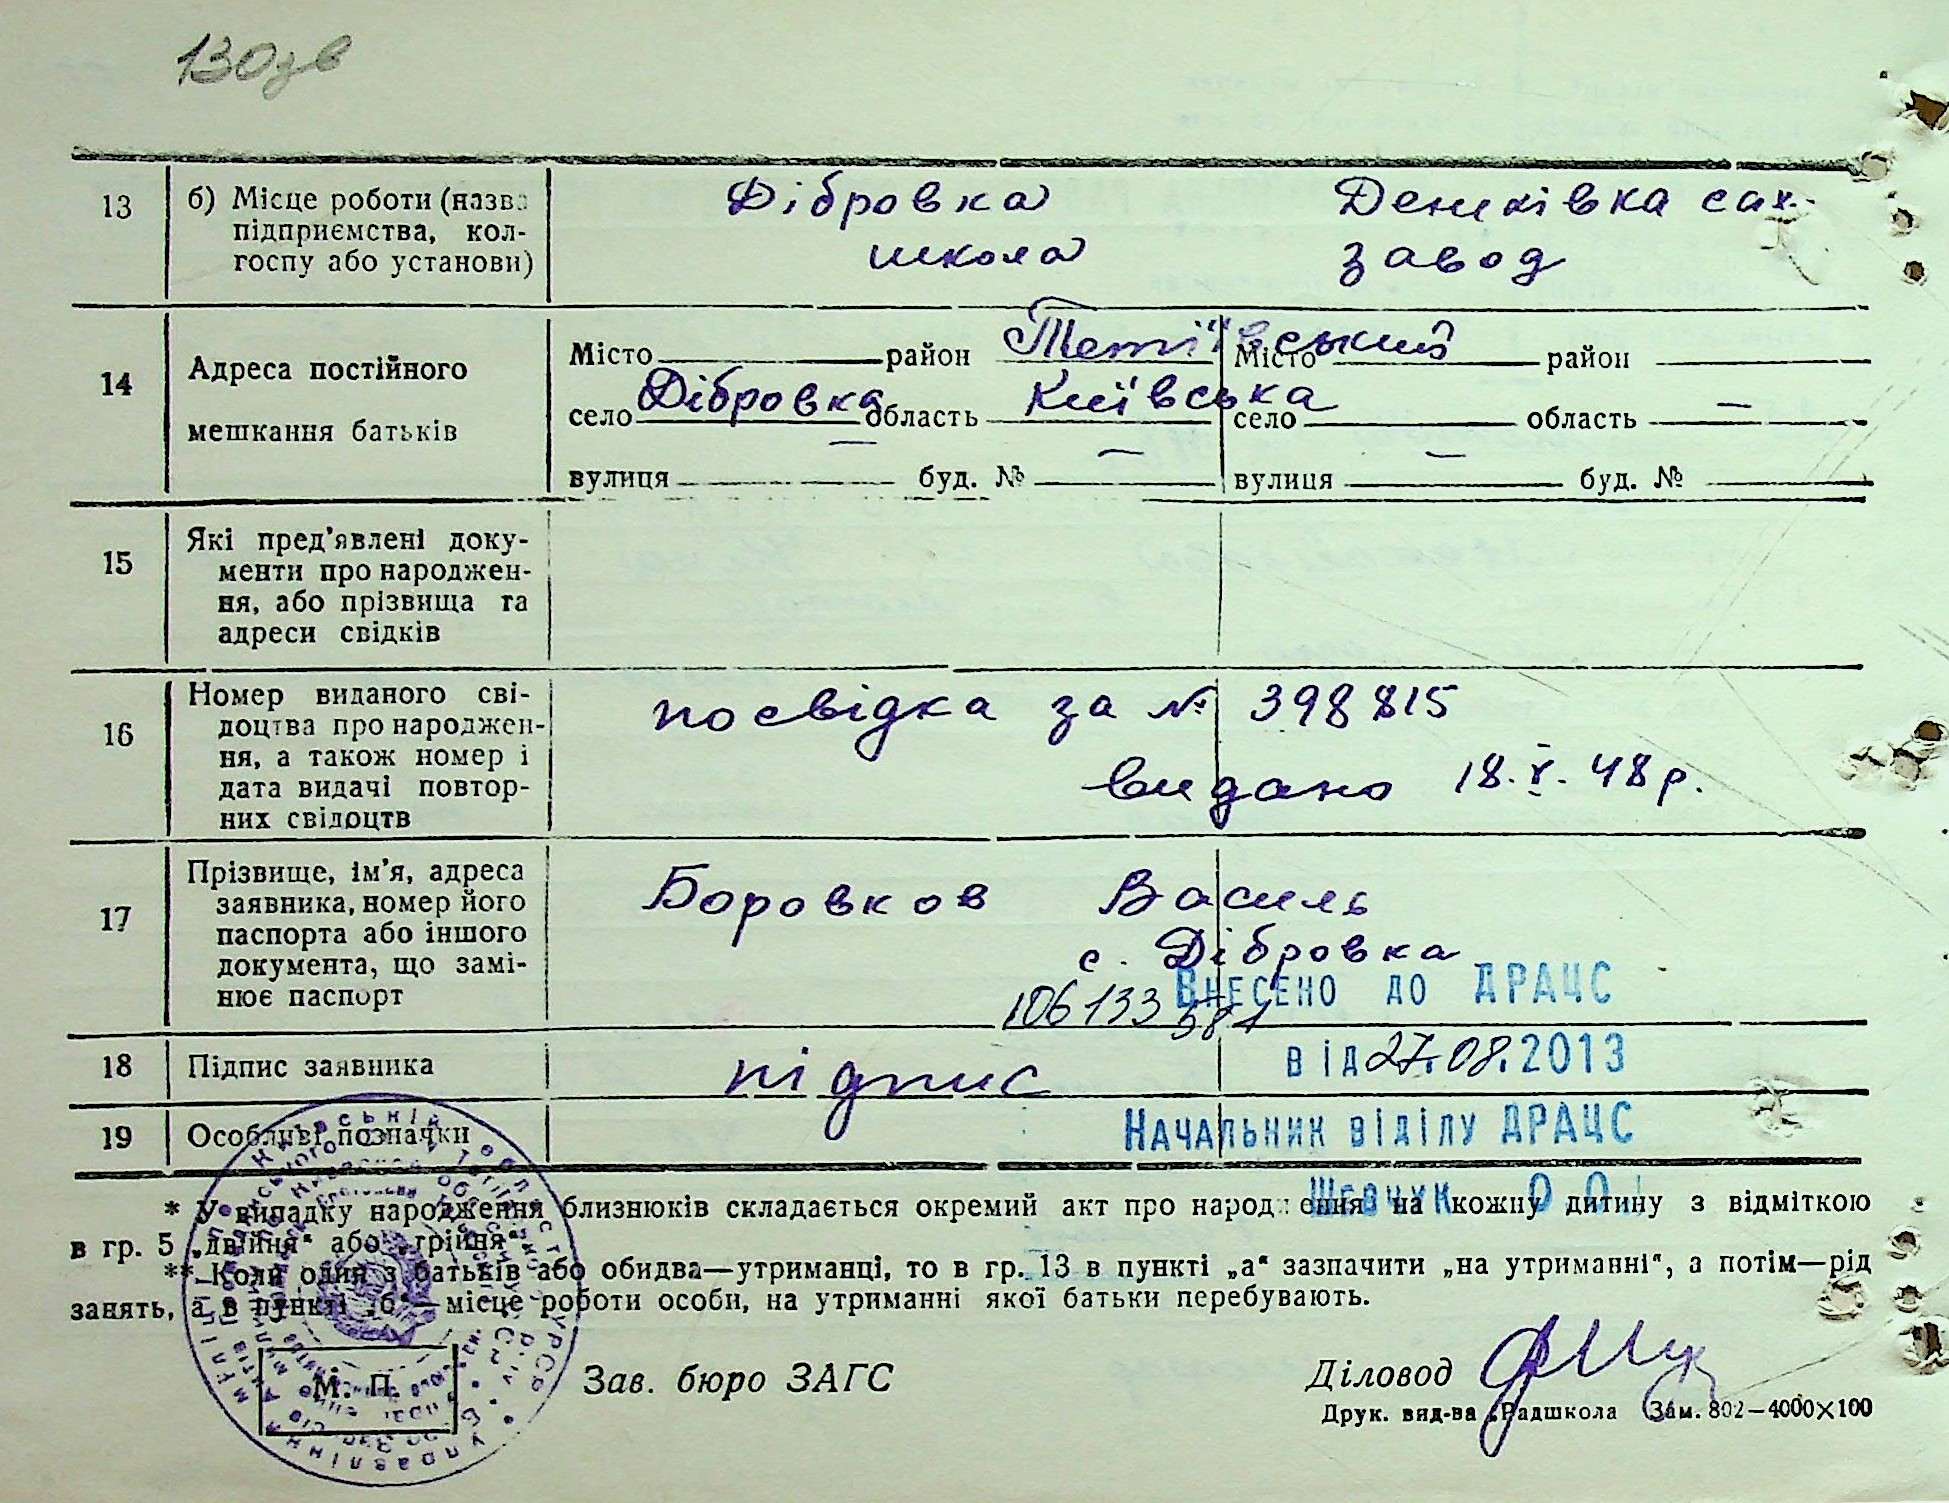 130зв
13 б) Місце роботи (назва Дібровка Денхівка сах.
підприємства, кол- школа завод
госпу або установи)
14 Адреса постійного Місто район Тетіївський Місто район
мешкання батьків село Дібровка область Київська село область —
вулиця — буд. № — вулиця — буд. №
15 Які пред’явлені доку-
менти про народжен-
ня, або прізвища та
адреси свідків
16 Номер виданого сві- посвідка за № 398815
доцтва про народжен-
ня, а також номер і видано 18.X.48 р.
дата видачі повтор-
них свідоцтв
17 Прізвище, ім’я, адреса Боровков Василь
заявника, номер його
паспорта або іншого с. Дібровка
документа, що замі- Внесено до ДРАЦС
нює паспорт 106133581
18 Підпис заявника підпис від 27.08.2013
19 Особливі позначки Начальник відділу ДРАЦС
Шевчук О.О.
* У випадку народження близнюків складається окремий акт про народження на кожну дитину з відміткою
в гр. 5 „двійня“ або „трійня“.
** Коли один з батьків або обидва—утриманці, то в гр. 13 в пункті „а“ зазначити „на утриманні“, а потім—рід
занять, а в пункті „б“—місце роботи особи, на утриманні якої батьки перебувають.
М. П. Зав. бюро ЗАГС Діловод
Друк. вид-ва „Радшкола Зам. 802—4000×100